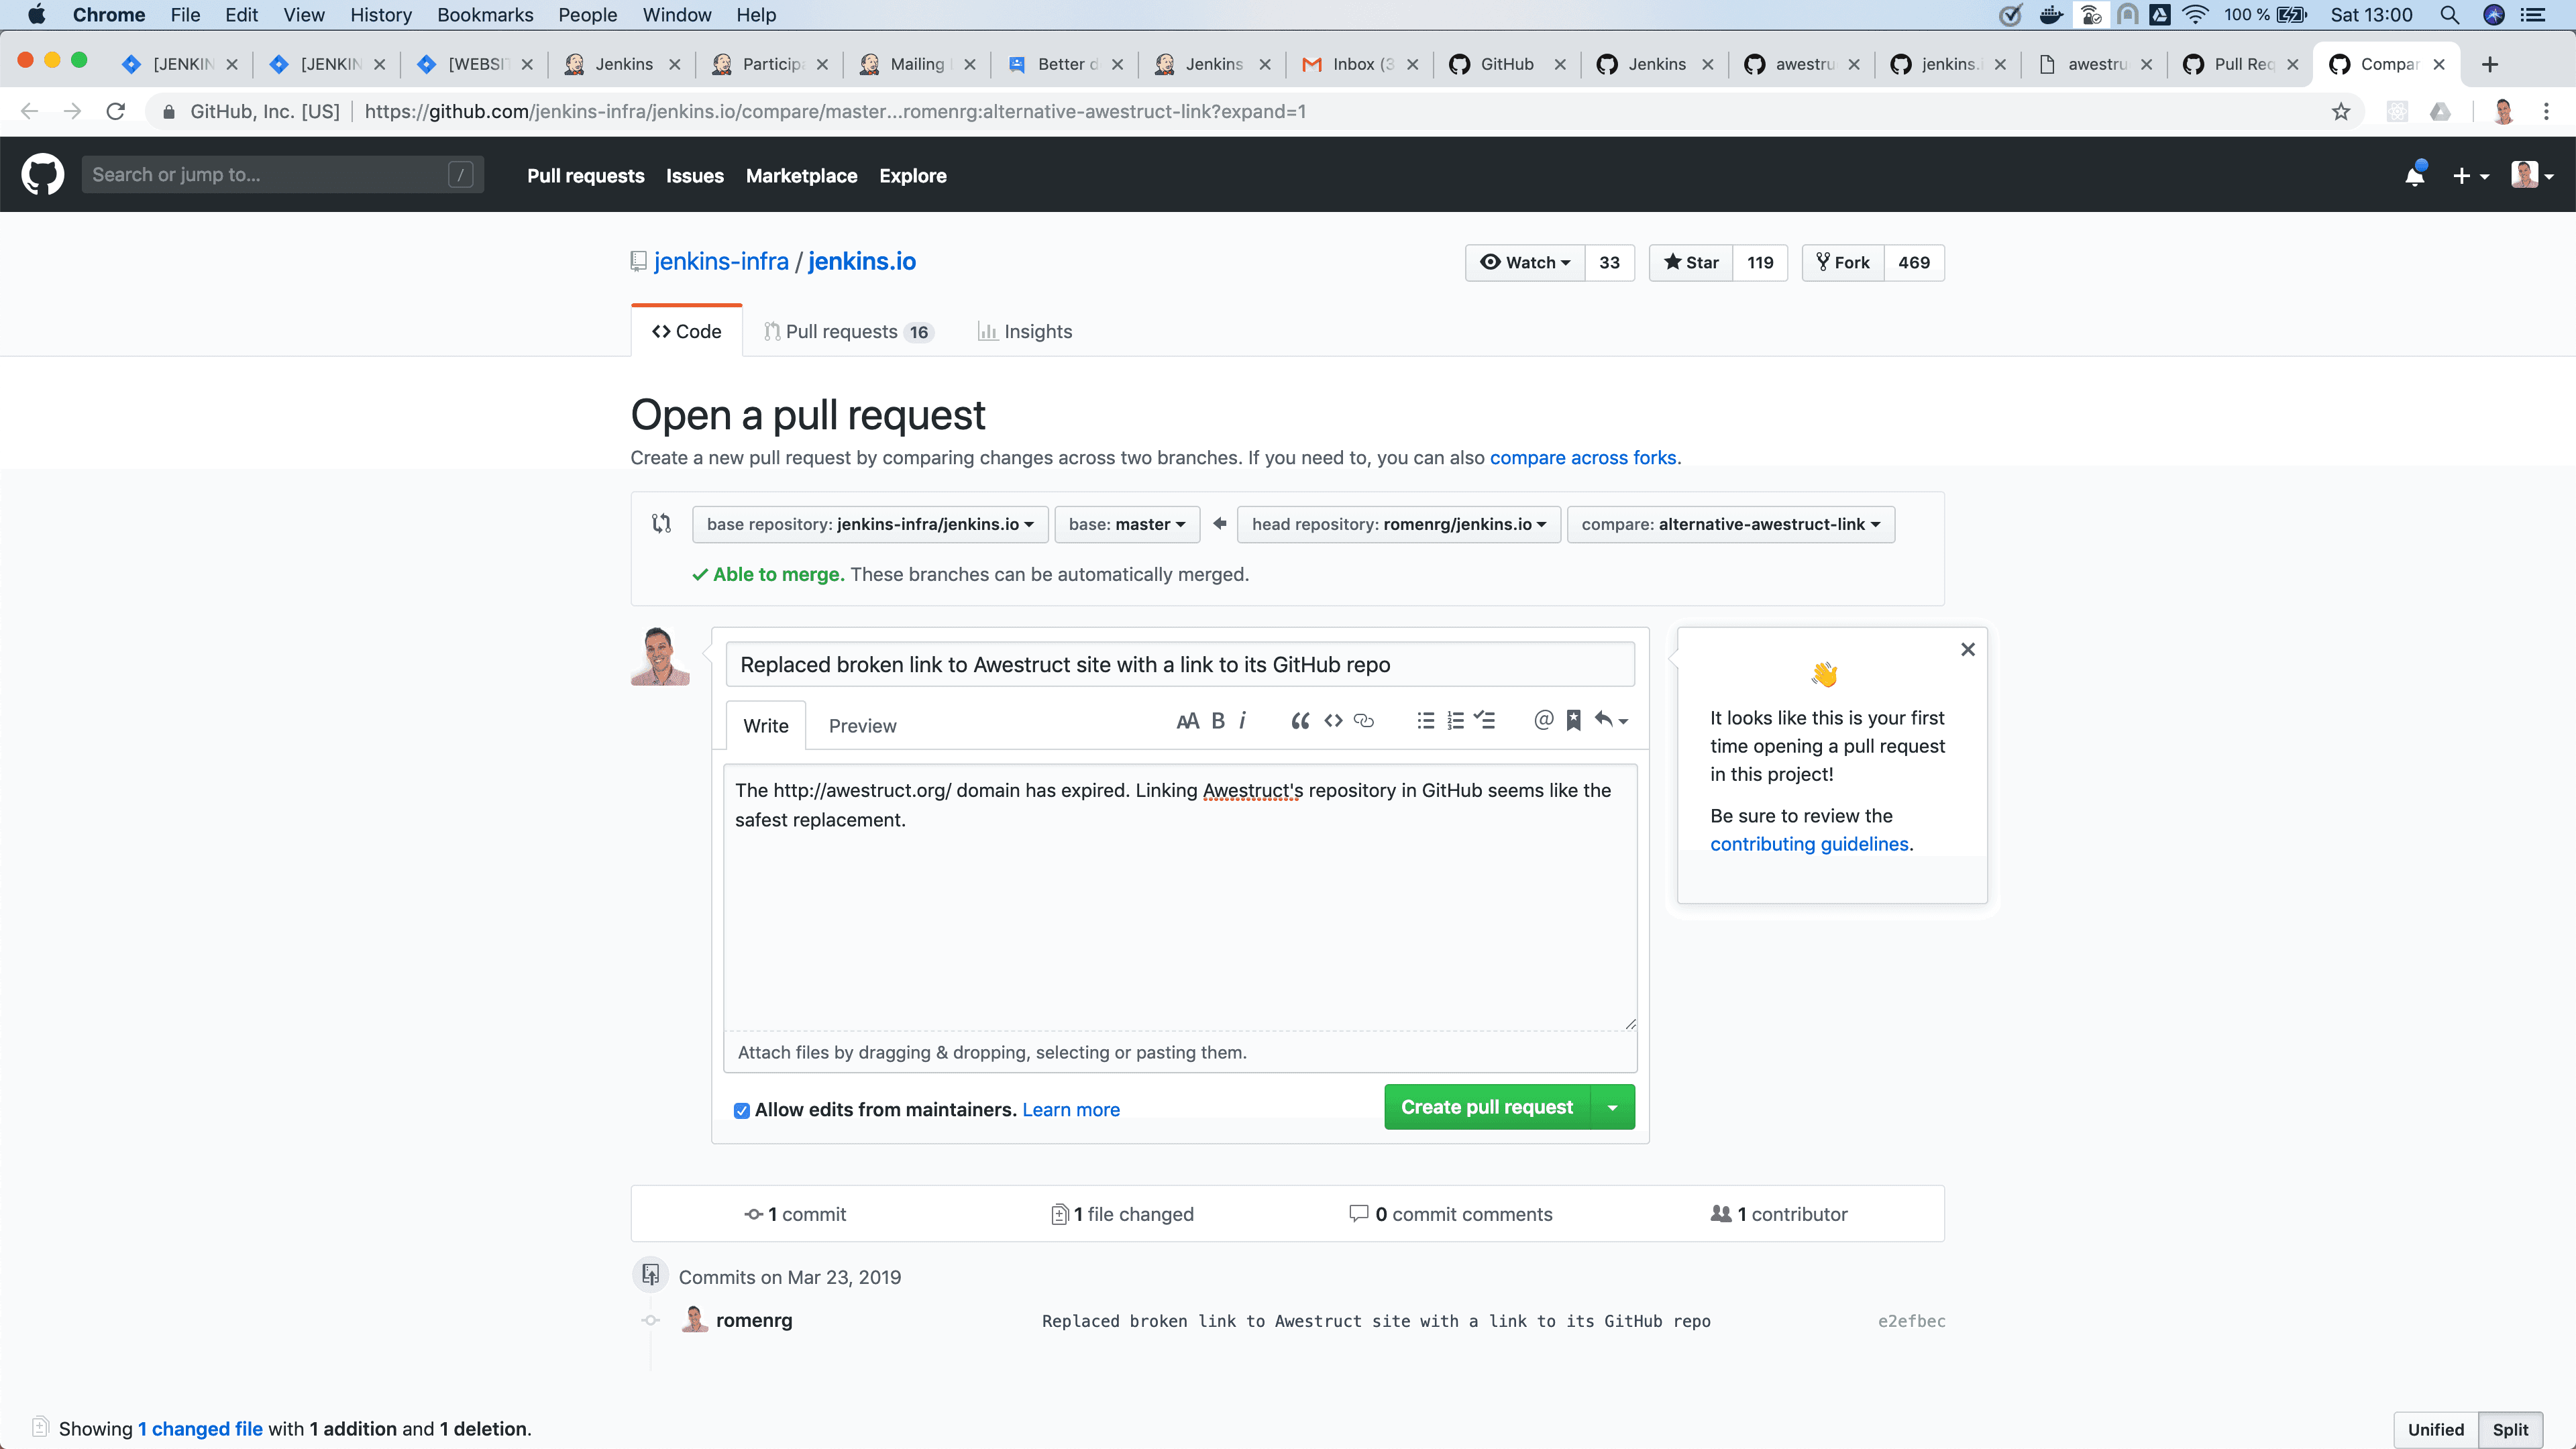 Chrome File Edit View History Bookmarks People Window Help 100 % Sat 13:00
[JENKIN [JENKIN [WEBSI Jenkins Particip Mailing Better d Jenkins Inbox (3 GitHub Jenkins awestru jenkins. awestru Pull Req Compar
GitHub, Inc. [US] https://github.com/jenkins-infra/jenkins.io/compare/master...romenrg:alternative-awestruct-link?expand=1
Search or jump to... / Pull requests Issues Marketplace Explore
jenkins-infra / jenkins.io Watch 33 Star 119 Fork 469
Code Pull requests 16 Insights
Open a pull request
Create a new pull request by comparing changes across two branches. If you need to, you can also compare across forks.
base repository: jenkins-infra/jenkins.io base: master head repository: romenrg/jenkins.io compare: alternative-awestruct-link
Able to merge. These branches can be automatically merged.
Replaced broken link to Awestruct site with a link to its GitHub repo
Write Preview
The http://awestruct.org/ domain has expired. Linking Awestruct's repository in GitHub seems like the
safest replacement.
Attach files by dragging & dropping, selecting or pasting them.
Allow edits from maintainers. Learn more Create pull request
It looks like this is your first
time opening a pull request
in this project!
Be sure to review the
contributing guidelines.
1 commit 1 file changed 0 commit comments 1 contributor
Commits on Mar 23, 2019
romenrg Replaced broken link to Awestruct site with a link to its GitHub repo e2efbec
Showing 1 changed file with 1 addition and 1 deletion. Unified Split